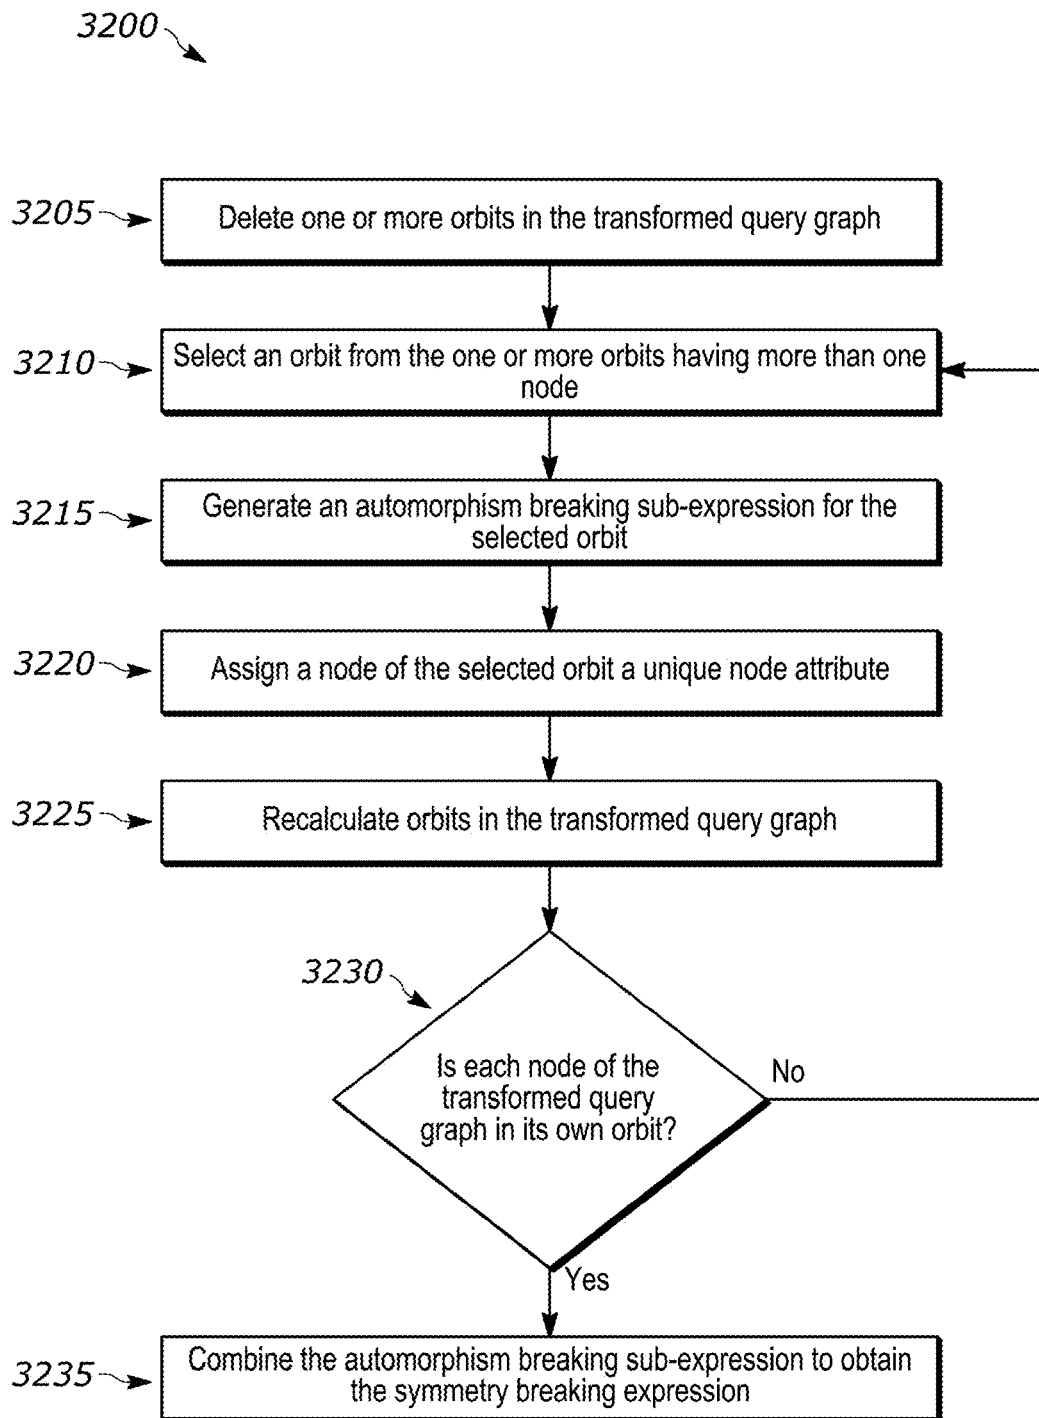 3200
3205
Delete one or more orbits in the transformed query graph
3210
Select an orbit from the one or more orbits having more than one
node
3215
Generate an automorphism breaking sub-expression for the
selected orbit
3220
Assign a node of the selected orbit a unique node attribute
3225
Recalculate orbits in the transformed query graph
3230
Is each node of the
transformed query
graph in its own orbit?
No
Yes
3235
Combine the automorphism breaking sub-expression to obtain
the symmetry breaking expression